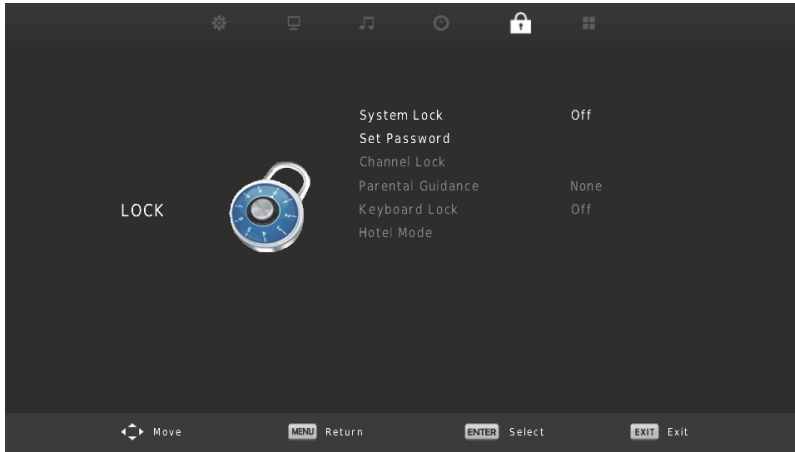 System Lock Off
Set Password
Channel Lock
Parental Guidance None
Keyboard Lock Off
Hotel Mode
LOCK
Move MENU Return ENTER Select EXIT Exit